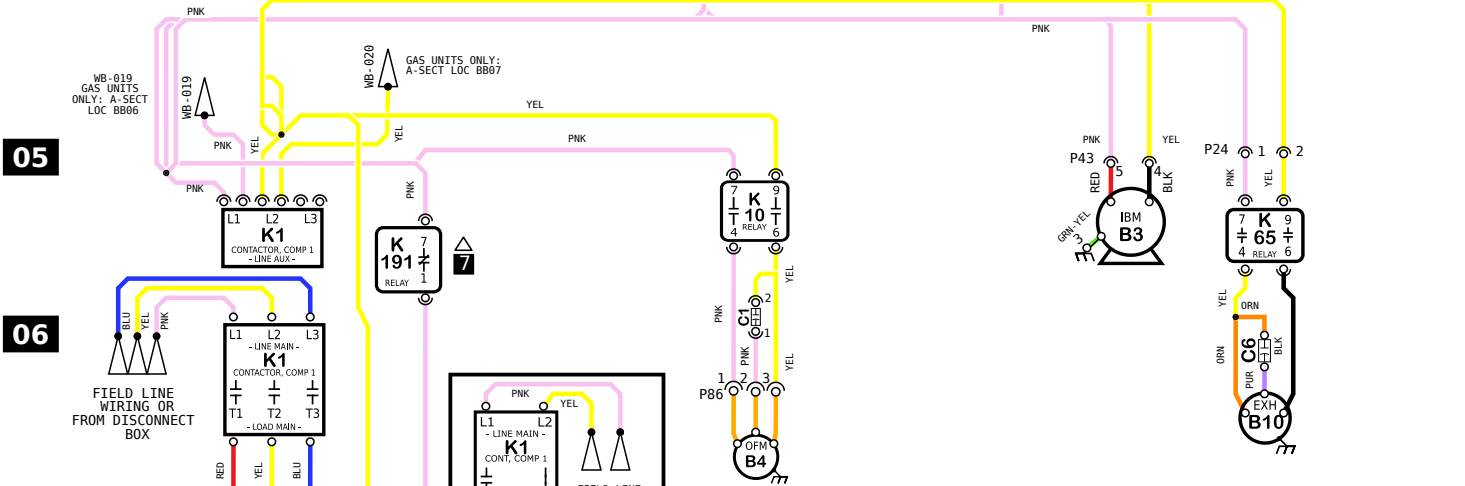 PNK
PNK
WB-019
GAS UNITS
ONLY: A-SECT
LOC BB06
WB-019
WB-020
GAS UNITS ONLY:
A-SECT LOC BB07
YEL
PNK
YEL
YEL
PNK
PNK
PNK
05
L1 L2 L3
K1
CONTACTOR, COMP 1
- LINE AUX -
PNK
K
191
7
1
RELAY
7
7 9
K
10
RELAY
4 6
PNK YEL
P43
5 4
RED BLK
GRN-YEL
3
IBM
B3
P24 1 2
PNK YEL
7 9
K
65
4 RELAY 6
06
BLU YEL PNK
FIELD LINE
WIRING OR
FROM DISCONNECT
BOX
L1 L2 L3
- LINE MAIN -
K1
CONTACTOR, COMP 1
T1 T2 T3
- LOAD MAIN -
RED YEL BLU
PNK
YEL
L1 L2
- LINE MAIN -
K1
CONT, COMP 1
YEL
2
C1
1
PNK
PNK
YEL
1 2 3
P86
OFM
B4
YEL
ORN
ORN
C6
BLK
PUR
EXH
B10